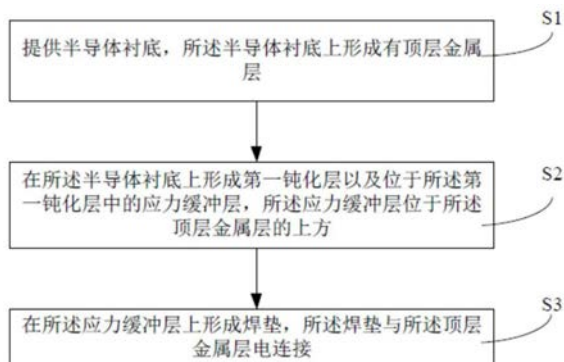 S1
提供半导体衬底，所述半导体衬底上形成有顶层金属
层
S2
在所述半导体衬底上形成第一钝化层以及位于所述第
一钝化层中的应力缓冲层，所述应力缓冲层位于所述
顶层金属层的上方
S3
在所述应力缓冲层上形成焊垫，所述焊垫与所述顶层
金属层电连接